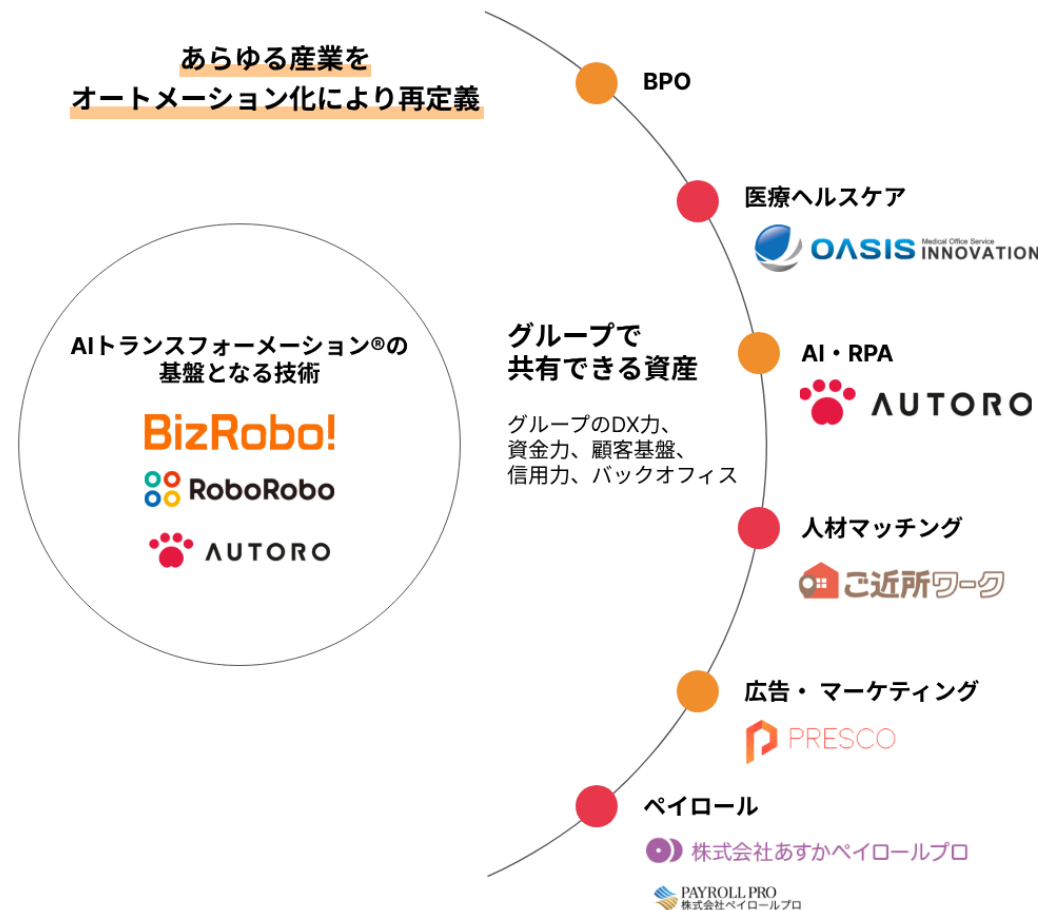 あらゆる産業を
オートメーション化により再定義
AIトランスフォーメーション®の
基盤となる技術
BizRobo!
RoboRobo
AUTORO
グループで
共有できる資産
グループのDX力、
資金力、顧客基盤、
信用力、バックオフィス
BPO
医療ヘルスケア
OASIS Medical Office Service
INNOVATION
AI・RPA
AUTORO
人材マッチング
ご近所ワーク
広告・ マーケティング
PRESCO
ペイロール
株式会社あすかペイロールプロ
PAYROLL PRO
株式会社ペイロールプロ